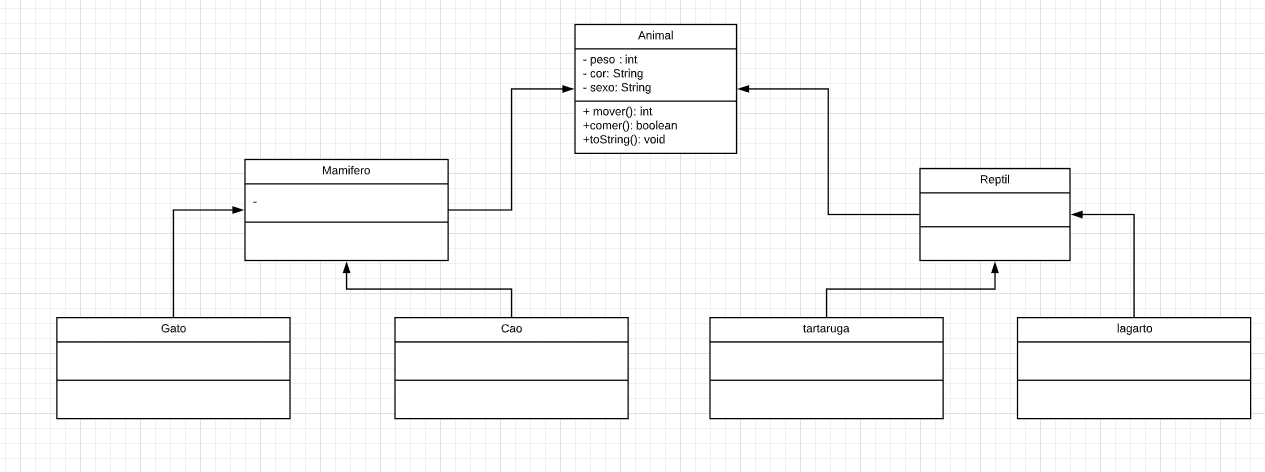 Animal
- peso : int
- cor: String
- sexo: String
+ mover(): int
+comer(): boolean
+toString(): void
Mamifero
-
Reptil
Gato
Cao
tartaruga
lagarto